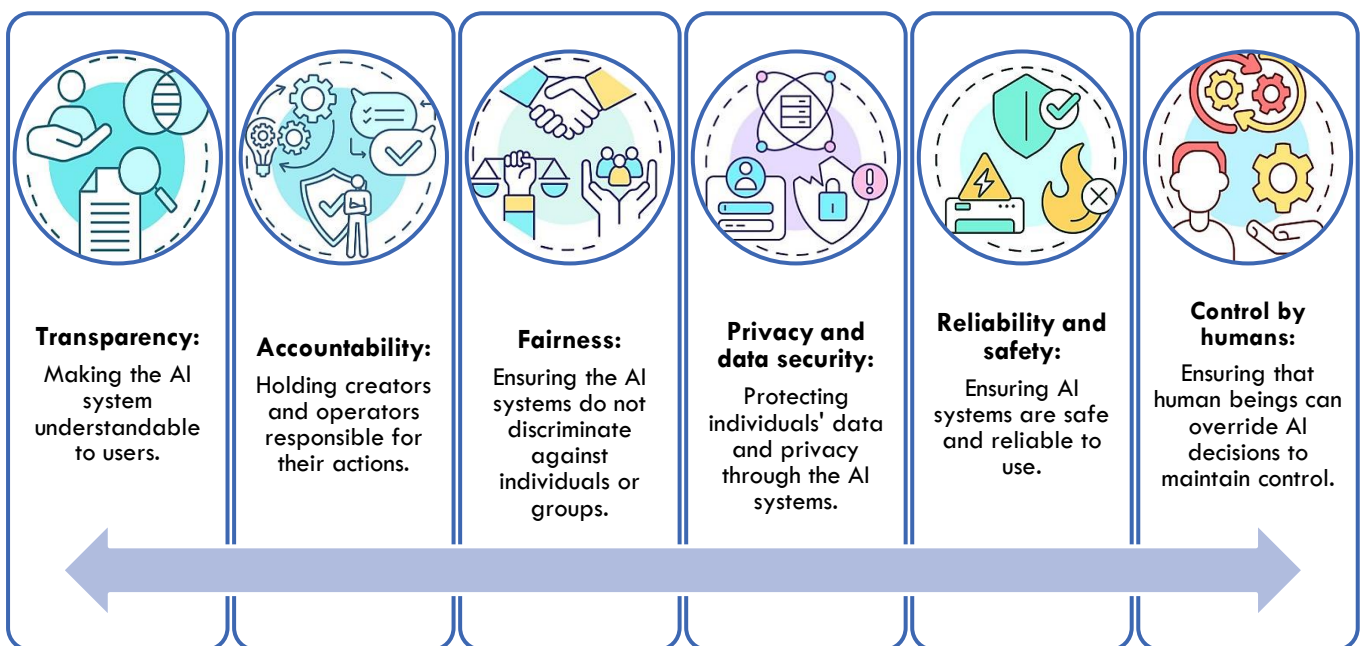 Transparency:
Making the AI
system
understandable
to users.
Accountability:
Holding creators
and operators
responsible for
their actions.
Fairness:
Ensuring the AI
systems do not
discriminate
against
individuals or
groups.
Privacy and
data security:
Protecting
individuals' data
and privacy
through the AI
systems.
Reliability and
safety:
Ensuring AI
systems are safe
and reliable to
use.
Control by
humans:
Ensuring that
human beings can
override AI
decisions to
maintain control.